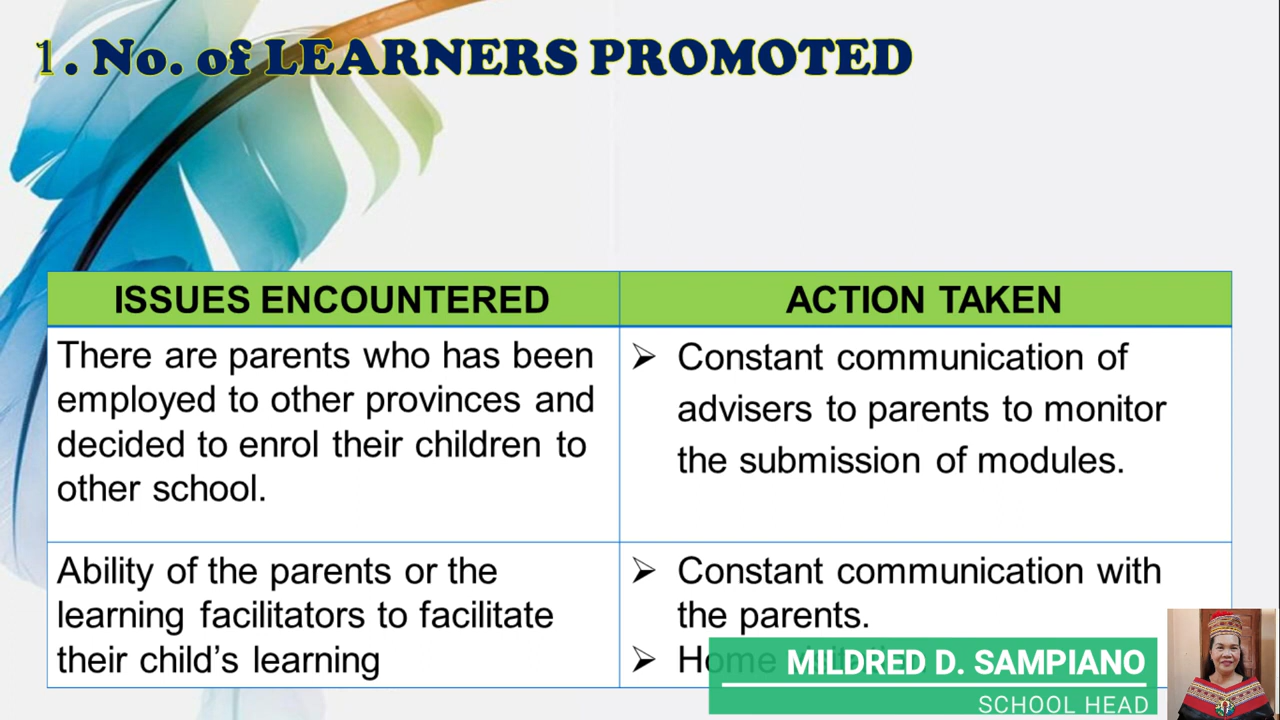 1. No. of LEARNERS PROMOTED
ISSUES ENCOUNTERED
ACTION TAKEN
There are parents who has been
employed to other provinces and
decided to enrol their children to
other school.
➢ Constant communication of
advisers to parents to monitor
the submission of modules.
Ability of the parents or the
learning facilitators to facilitate
their child's learning
➢ Constant communication with
the parents.
➢ Home
MILDRED D. SAMPIANO
SCHOOL HEAD